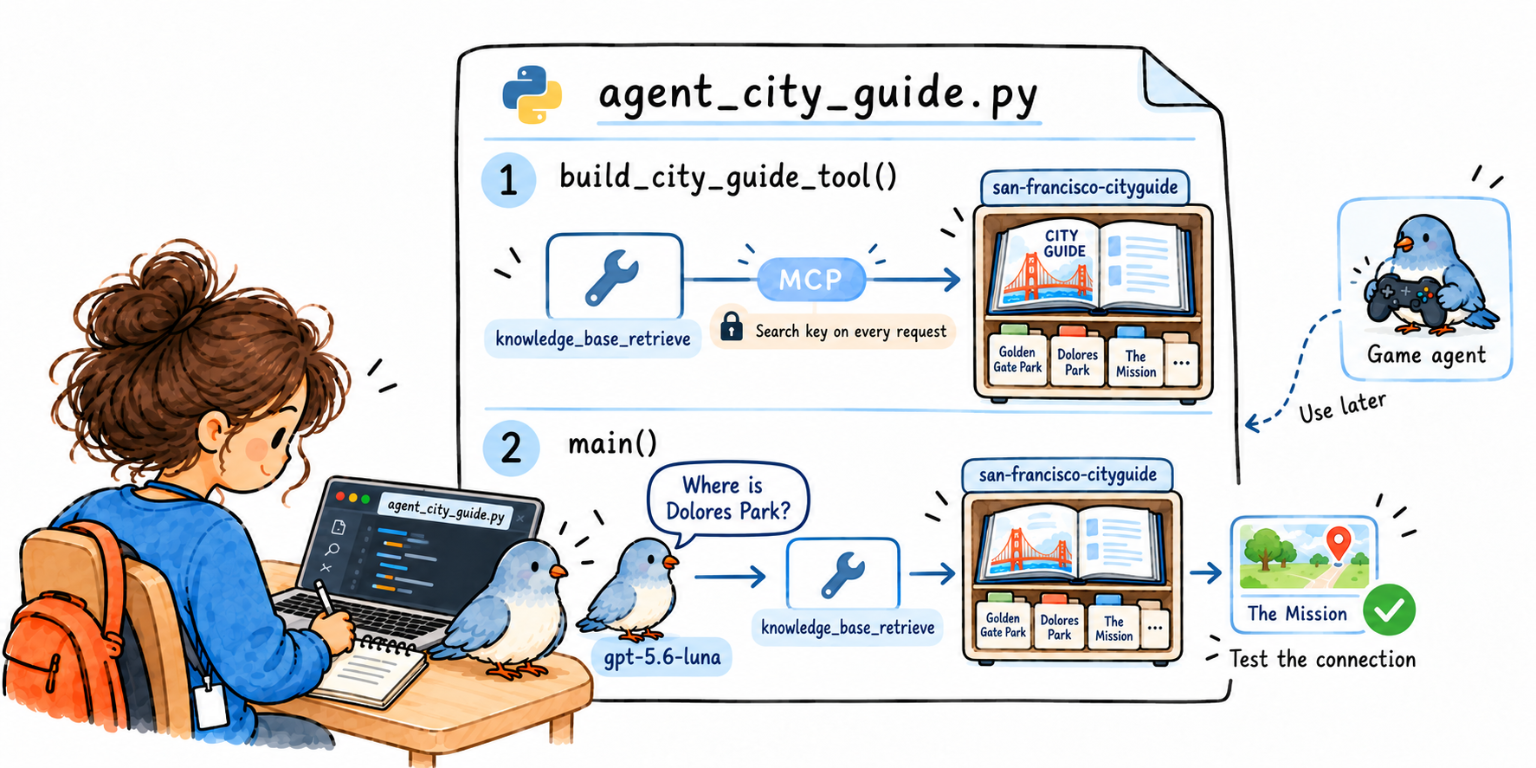 agent_city_guide.py
1
build_city_guide_tool()
san-francisco-cityguide
CITY
GUIDE
MCP
knowledge_base_retrieve
Search key on every request
Golden
Gate Park
Dolores
Park
The
Mission
...
Game agent
Use later
2
main()
Where is
Dolores Park?
san-francisco-cityguide
agent_city_guide.py
gpt-5.6-luna
knowledge_base_retrieve
Golden
Gate Park
Dolores
Park
The
Mission
...
The Mission
Test the connection